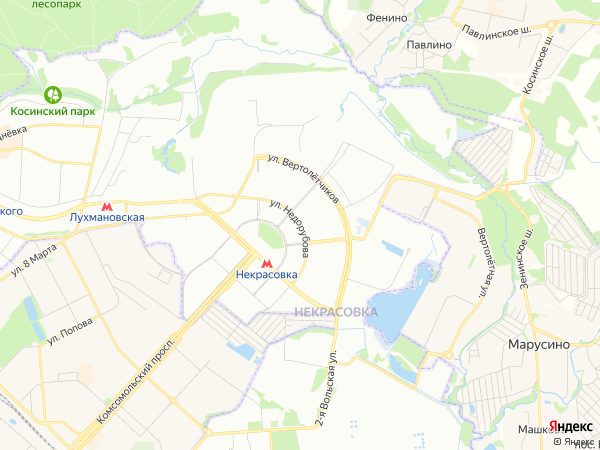 лесопарк
Фенино
Павлинское ш.
Павлино
Косинское ш.
Косинский парк
ул. Вертолётчиков
Лухмановская
ул. Недорубова
ул. 8 Марта
Некрасовка
Вертолётная ул.
Зенинское ш.
НЕКРАСОВКА
ул. Попова
Комсомольский просп.
2-я Вольская ул.
Марусино
Яндекс
© Яндекс